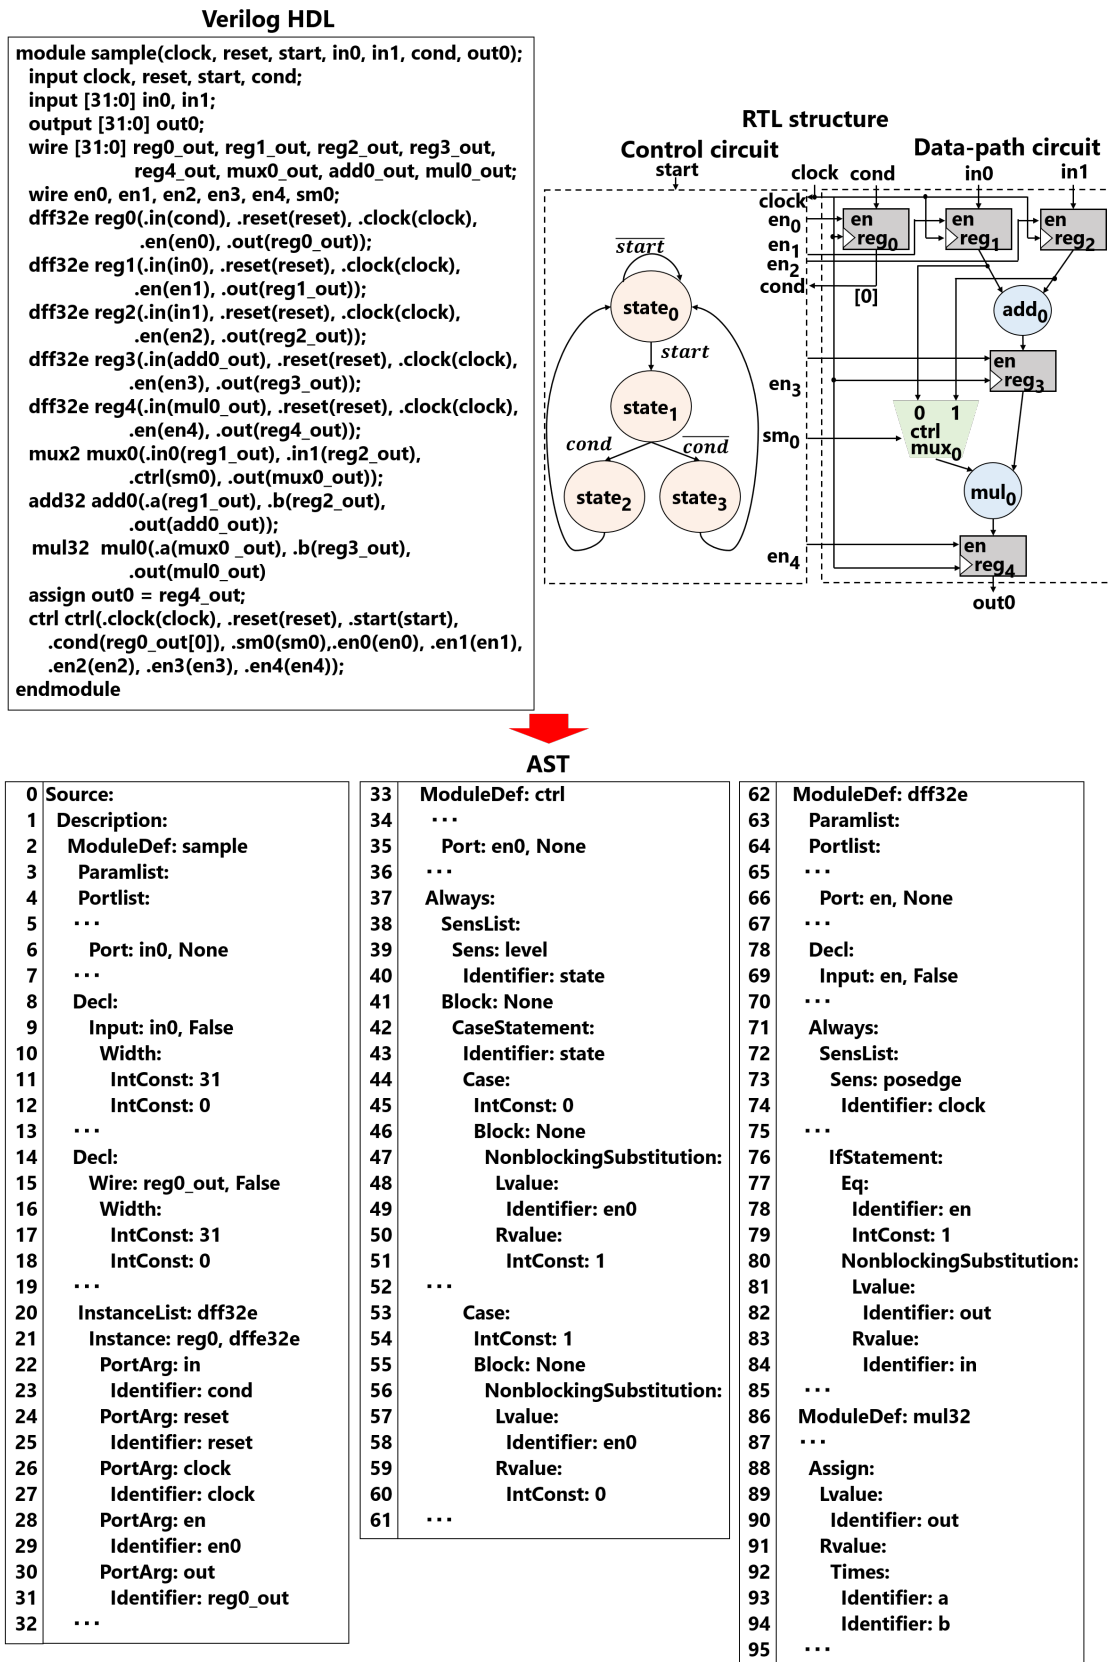 Verilog HDL
module sample(clock, reset, start, in0, in1, cond, out0);
input clock, reset, start, cond;
input [31:0] in0, in1;
output [31:0] out0;
wire [31:0] reg0_out, reg1_out, reg2_out, reg3_out,
reg4_out, mux0_out, add0_out, mul0_out;
wire en0, en1, en2, en3, en4, sm0;
dff32e reg0(.in(cond), .reset(reset), .clock(clock),
.en(en0), .out(reg0_out));
dff32e reg1(.in(in0), .reset(reset), .clock(clock),
.en(en1), .out(reg1_out));
dff32e reg2(.in(in1), .reset(reset), .clock(clock),
.en(en2), .out(reg2_out));
dff32e reg3(.in(add0_out), .reset(reset), .clock(clock),
.en(en3), .out(reg3_out));
dff32e reg4(.in(mul0_out), .reset(reset), .clock(clock),
.en(en4), .out(reg4_out));
mux2 mux0(.in0(reg1_out), .in1(reg2_out),
.ctrl(sm0), .out(mux0_out));
add32 add0(.a(reg1_out), .b(reg2_out),
.out(add0_out));
mul32  mul0(.a(mux0 _out), .b(reg3_out),
.out(mul0_out)
assign out0 = reg4_out;
ctrl ctrl(.clock(clock), .reset(reset), .start(start),
.cond(reg0_out[0]), .sm0(sm0),.en0(en0), .en1(en1),
.en2(en2), .en3(en3), .en4(en4));
endmodule
RTL structure
Control circuit
start
start
state0
start
state1
cond
cond
state2
state3
Data-path circuit
clock
cond
in0
in1
clock
en0
en1
en2
cond
en3
sm0
en4
en
reg0
en
reg1
en
reg2
[0]
add0
en
reg3
0 1
ctrl
mux0
mul0
en
reg4
out0
AST
0 Source:
1 Description:
2 ModuleDef: sample
3 Paramlist:
4 Portlist:
5 ···
6 Port: in0, None
7 ···
8 Decl:
9 Input: in0, False
10 Width:
11 IntConst: 31
12 IntConst: 0
13 ···
14 Decl:
15 Wire: reg0_out, False
16 Width:
17 IntConst: 31
18 IntConst: 0
19 ···
20 InstanceList: dff32e
21 Instance: reg0, dffe32e
22 PortArg: in
23 Identifier: cond
24 PortArg: reset
25 Identifier: reset
26 PortArg: clock
27 Identifier: clock
28 PortArg: en
29 Identifier: en0
30 PortArg: out
31 Identifier: reg0_out
32 ···
33 ModuleDef: ctrl
34 ···
35 Port: en0, None
36 ···
37 Always:
38 SensList:
39 Sens: level
40 Identifier: state
41 Block: None
42 CaseStatement:
43 Identifier: state
44 Case:
45 IntConst: 0
46 Block: None
47 NonblockingSubstitution:
48 Lvalue:
49 Identifier: en0
50 Rvalue:
51 IntConst: 1
52 ···
53 Case:
54 IntConst: 1
55 Block: None
56 NonblockingSubstitution:
57 Lvalue:
58 Identifier: en0
59 Rvalue:
60 IntConst: 0
61 ···
62 ModuleDef: dff32e
63 Paramlist:
64 Portlist:
65 ···
66 Port: en, None
67 ···
78 Decl:
69 Input: en, False
70 ···
71 Always:
72 SensList:
73 Sens: posedge
74 Identifier: clock
75 ···
76 IfStatement:
77 Eq:
78 Identifier: en
79 IntConst: 1
80 NonblockingSubstitution:
81 Lvalue:
82 Identifier: out
83 Rvalue:
84 Identifier: in
85 ···
86 ModuleDef: mul32
87 ···
88 Assign:
89 Lvalue:
90 Identifier: out
91 Rvalue:
92 Times:
93 Identifier: a
94 Identifier: b
95 ···